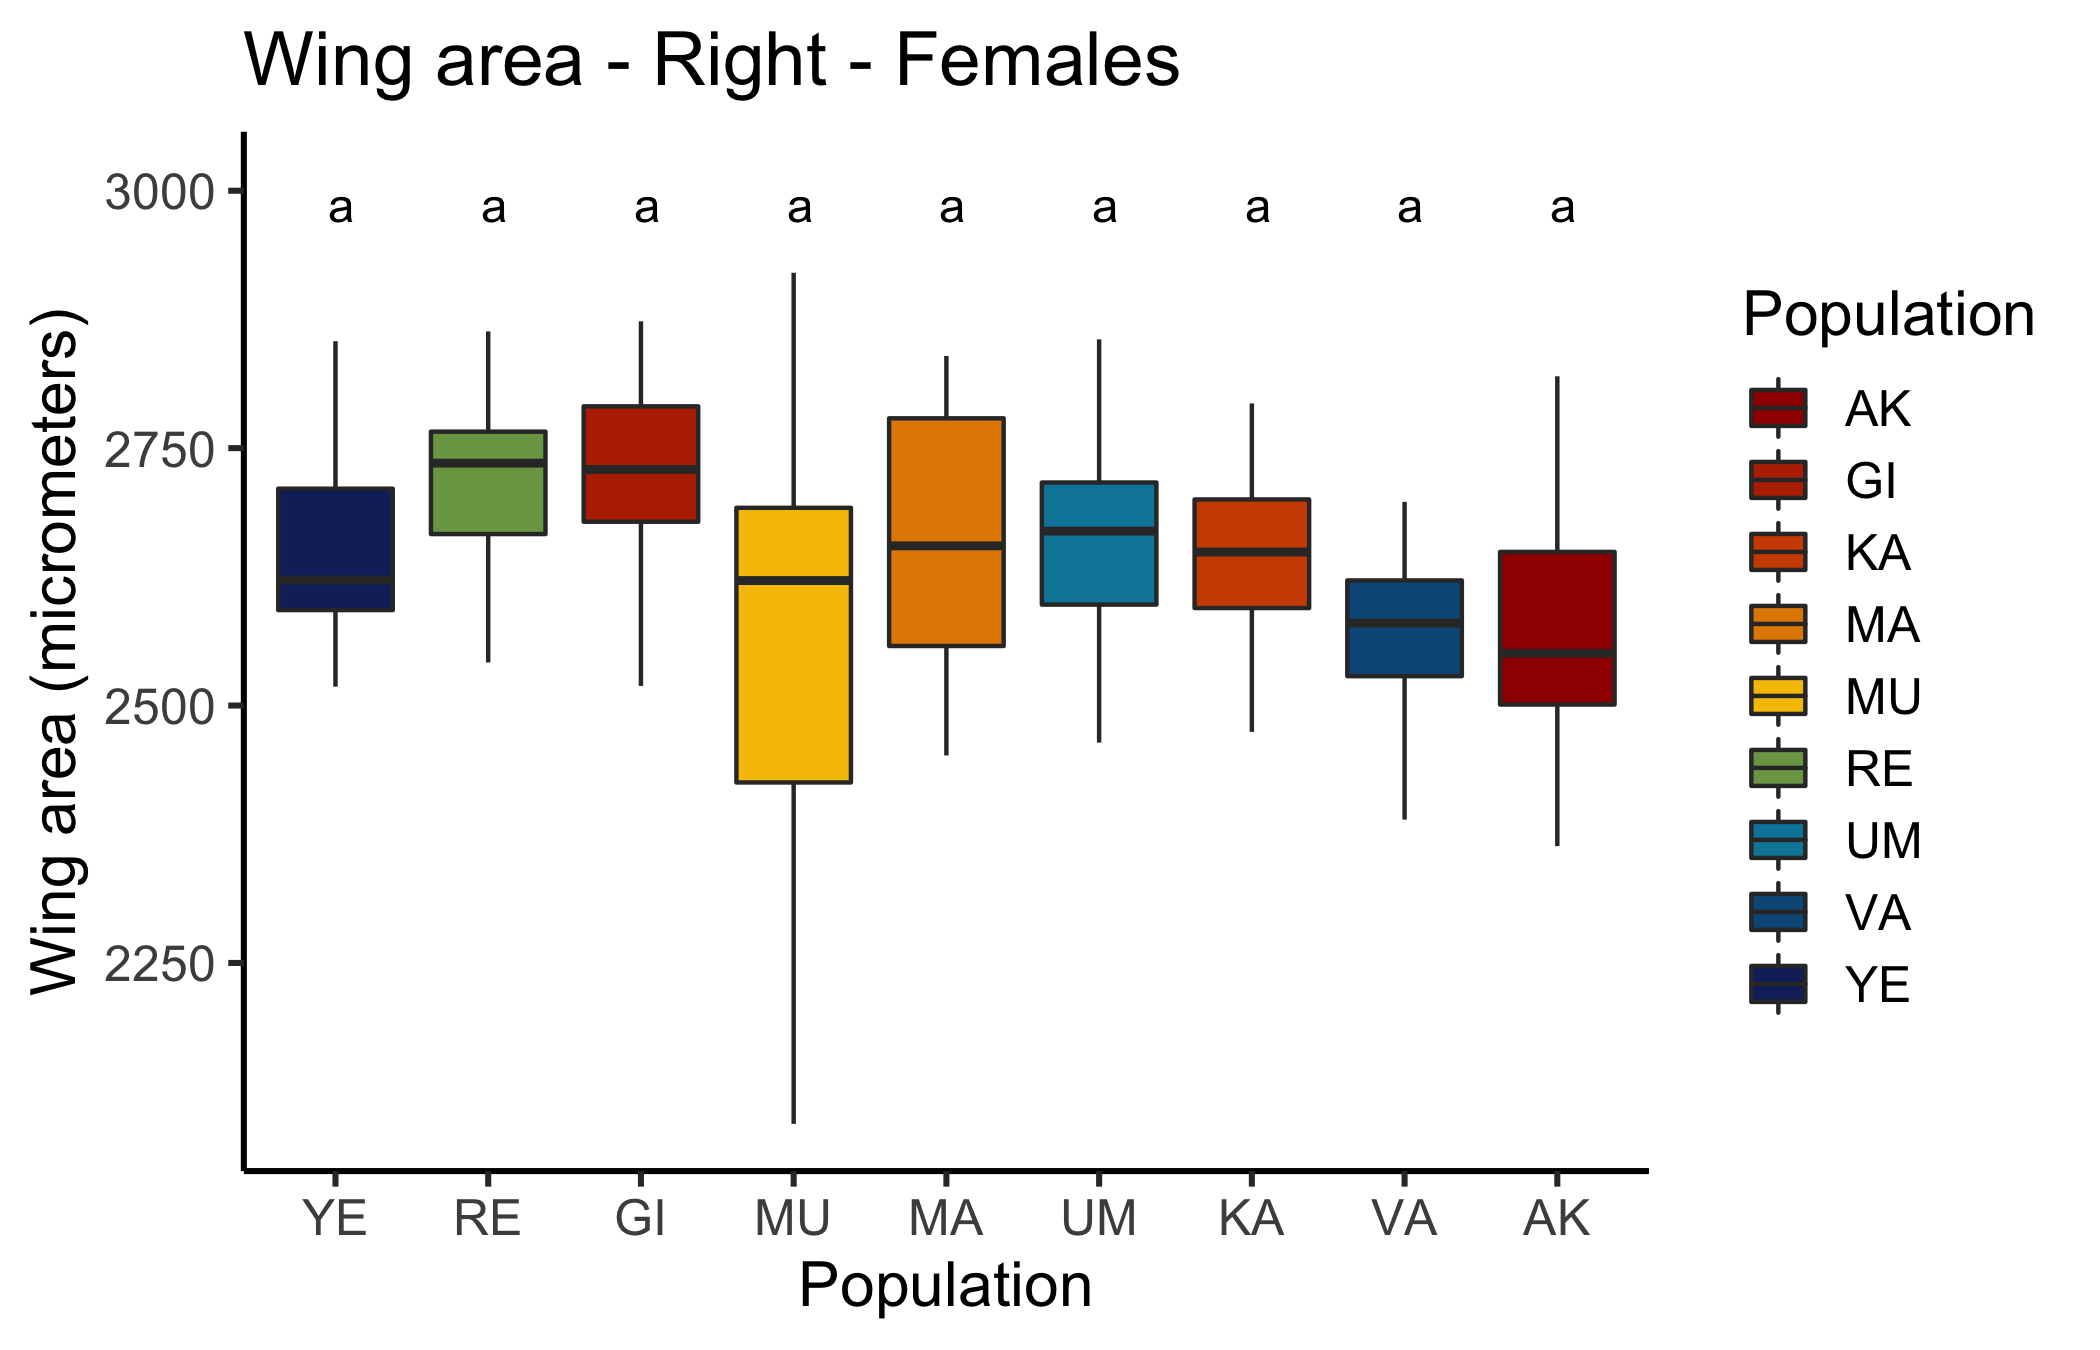 Wing area - Right - Females
Wing area (micrometers)
3000
2750
2500
2250
a a a a a a a a a
YE RE GI MU MA UM KA VA AK
Population
Population
AK
GI
KA
MA
MU
RE
UM
VA
YE